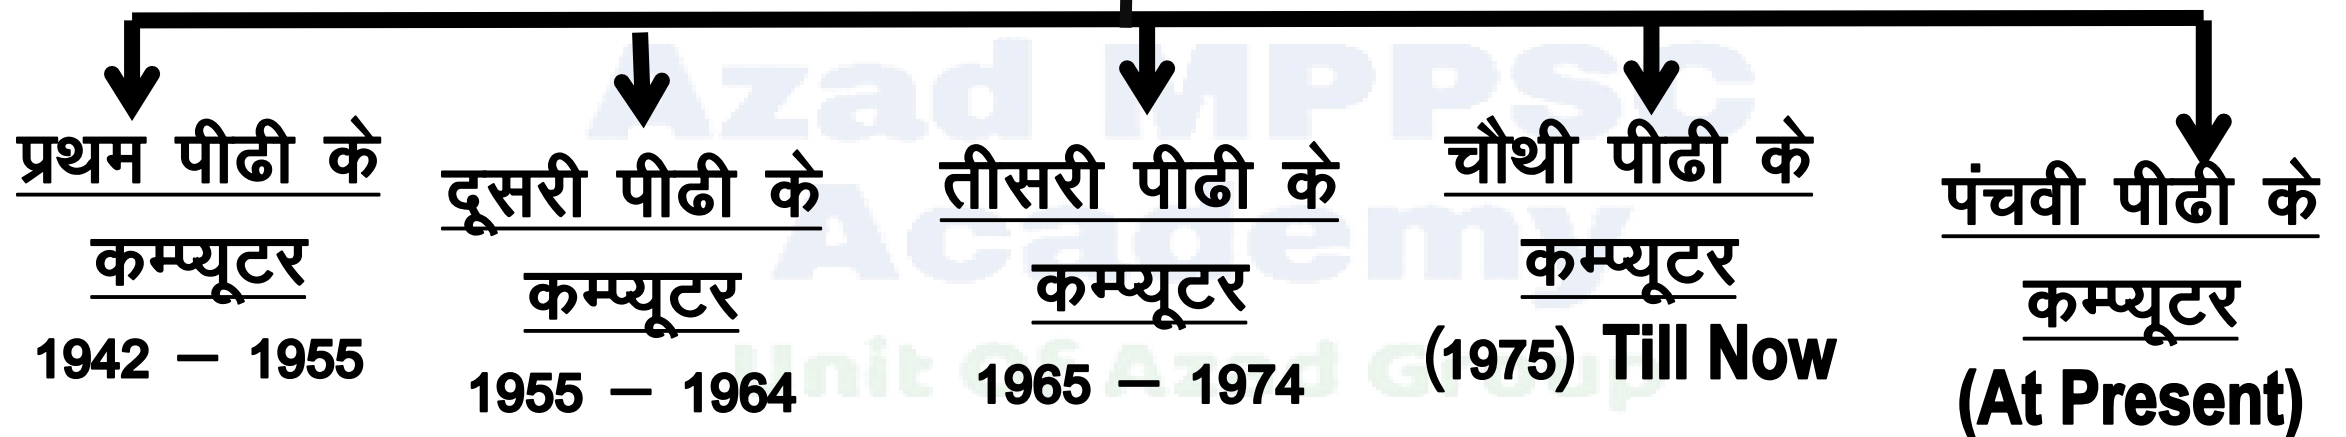 प्रथम पीढी के
कम्प्यूटर
1942 – 1955
दूसरी पीढी के
कम्प्यूटर
1955 – 1964
तीसरी पीढी के
कम्प्यूटर
1965 – 1974
चौथी पीढी के
कम्प्यूटर
(1975) Till Now
पंचवी पीढी के
कम्प्यूटर
(At Present)
Azad MPPSC
Academy
Unit Of Azad Group